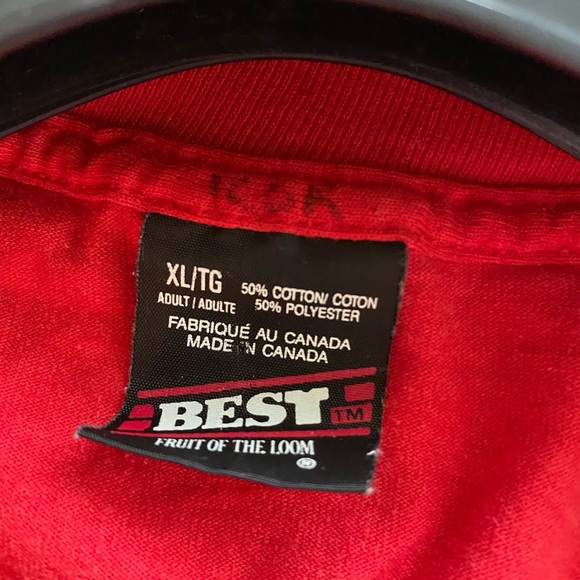 XL/TG
ADULT/ADULTE
50% COTTON/ COTON
50% POLYESTER
FABRIQUÉ AU CANADA
MADE IN CANADA
BEST TM
FRUIT OF THE LOOM